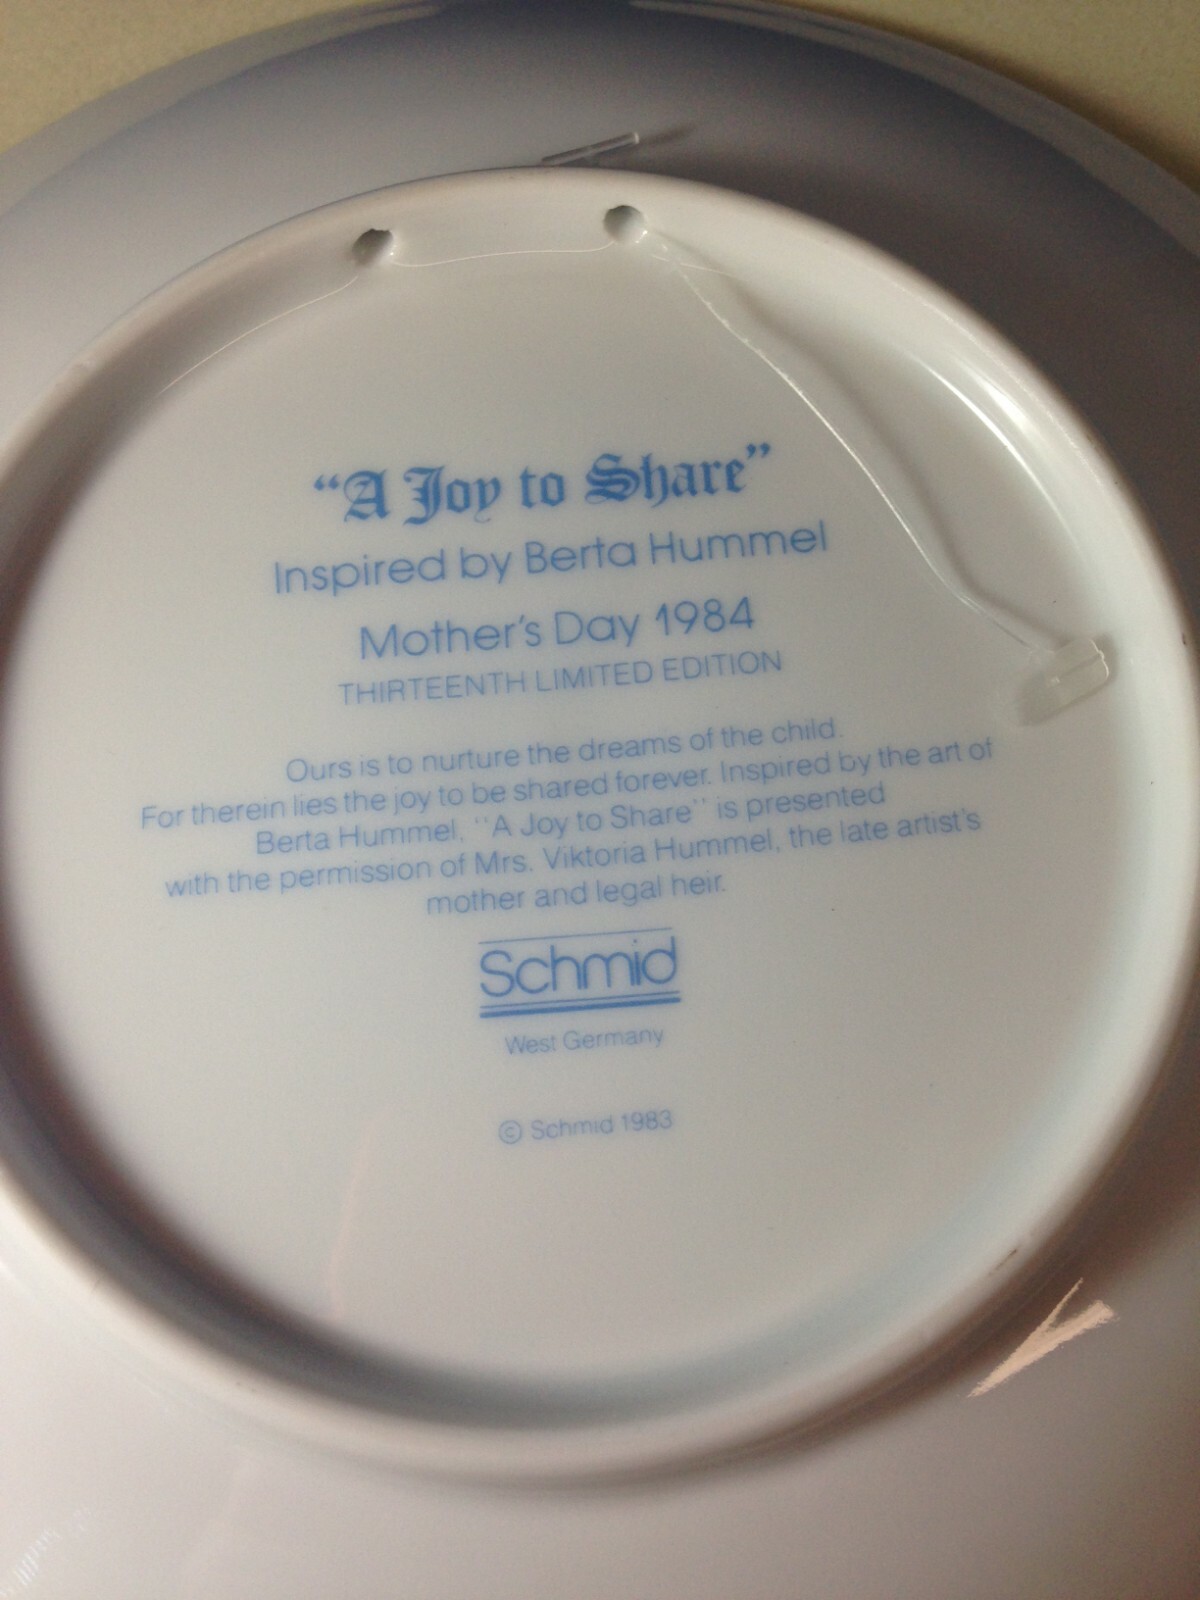 “A Joy to Share”
Inspired by Berta Hummel
Mother's Day 1984
THIRTEENTH LIMITED EDITION
Ours is to nurture the dreams of the child.
For therein lies the joy to be shared forever. Inspired by the art of
Berta Hummel, "A Joy to Share" is presented
with the permission of Mrs. Viktoria Hummel, the late artist's
mother and legal heir.
Schmid
West Germany
© Schmid 1983